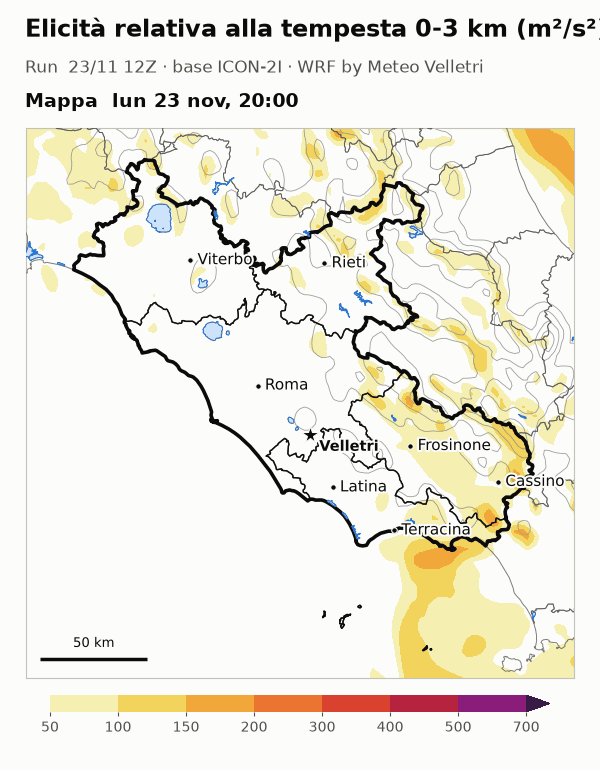 Elicità relativa alla tempesta 0-3 km (m²/s²)
Run 23/11 12Z · base ICON-2I · WRF by Meteo Velletri
Mappa lun 23 nov, 20:00
Viterbo
Rieti
Roma
Velletri
Frosinone
Cassino
Latina
Terracina
50 km
50 100 150 200 300 400 500 700